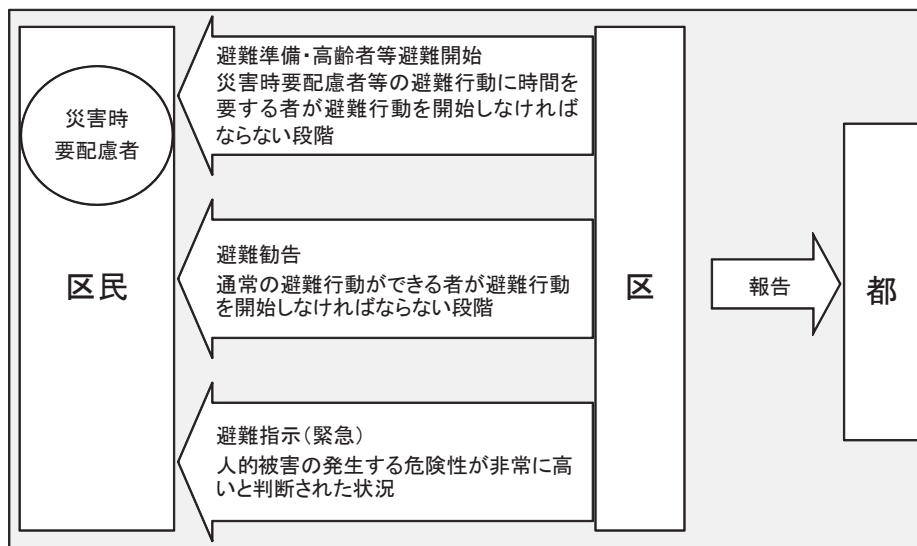 避難準備・高齢者等避難開始
災害時要配慮者等の避難行動に時間を
要する者が避難行動を開始しなければ
ならない段階
災害時
要配慮者
避難勧告
通常の避難行動ができる者が避難行動
を開始しなければならない段階
区民
区
報告
都
避難指示（緊急）
人的被害の発生する危険性が非常に高
いと判断された状況